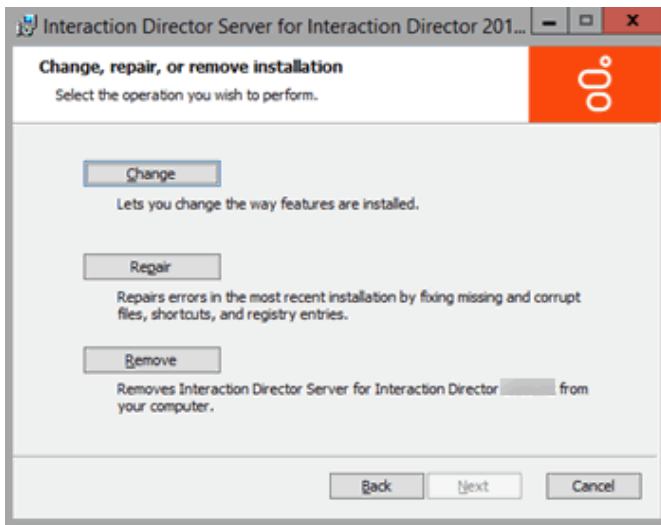 Interaction Director Server for Interaction Director 201...
Change, repair, or remove installation
Select the operation you wish to perform.
Change
Lets you change the way features are installed.
Repair
Repairs errors in the most recent installation by fixing missing and corrupt
files, shortcuts, and registry entries.
Remove
Removes Interaction Director Server for Interaction Director from
your computer.
Back Next Cancel